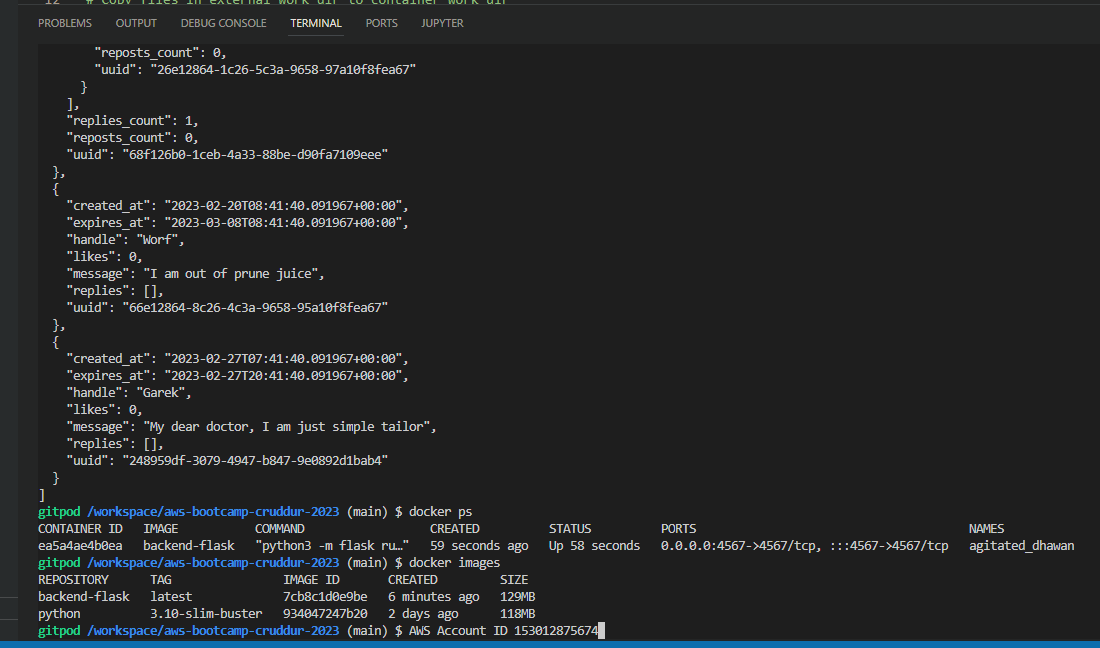 12 # Copy files in external work dir to container work dir
PROBLEMS OUTPUT DEBUG CONSOLE TERMINAL PORTS JUPYTER
"reposts_count": 0,
"uuid": "26e12864-1c26-5c3a-9658-97a10f8fea67"
}
],
"replies_count": 1,
"reposts_count": 0,
"uuid": "68f126b0-1ceb-4a33-88be-d90fa7109eee"
},
{
"created_at": "2023-02-20T08:41:40.091967+00:00",
"expires_at": "2023-03-08T08:41:40.091967+00:00",
"handle": "Worf",
"likes": 0,
"message": "I am out of prune juice",
"replies": [],
"uuid": "66e12864-8c26-4c3a-9658-95a10f8fea67"
},
{
"created_at": "2023-02-27T07:41:40.091967+00:00",
"expires_at": "2023-02-27T20:41:40.091967+00:00",
"handle": "Garek",
"likes": 0,
"message": "My dear doctor, I am just simple tailor",
"replies": [],
"uuid": "248959df-3079-4947-b847-9e0892d1bab4"
}
]
gitpod /workspace/aws-bootcamp-cruddur-2023 (main) $ docker ps
CONTAINER ID IMAGE COMMAND CREATED STATUS PORTS NAMES
ea5a4ae4b0ea backend-flask "python3 -m flask ru…" 59 seconds ago Up 58 seconds 0.0.0.0:4567->4567/tcp, :::4567->4567/tcp agitated_dhawan
gitpod /workspace/aws-bootcamp-cruddur-2023 (main) $ docker images
REPOSITORY TAG IMAGE ID CREATED SIZE
backend-flask latest 7cb8c1d0e9be 6 minutes ago 129MB
python 3.10-slim-buster 934047247b20 2 days ago 118MB
gitpod /workspace/aws-bootcamp-cruddur-2023 (main) $ AWS Account ID 153012875674